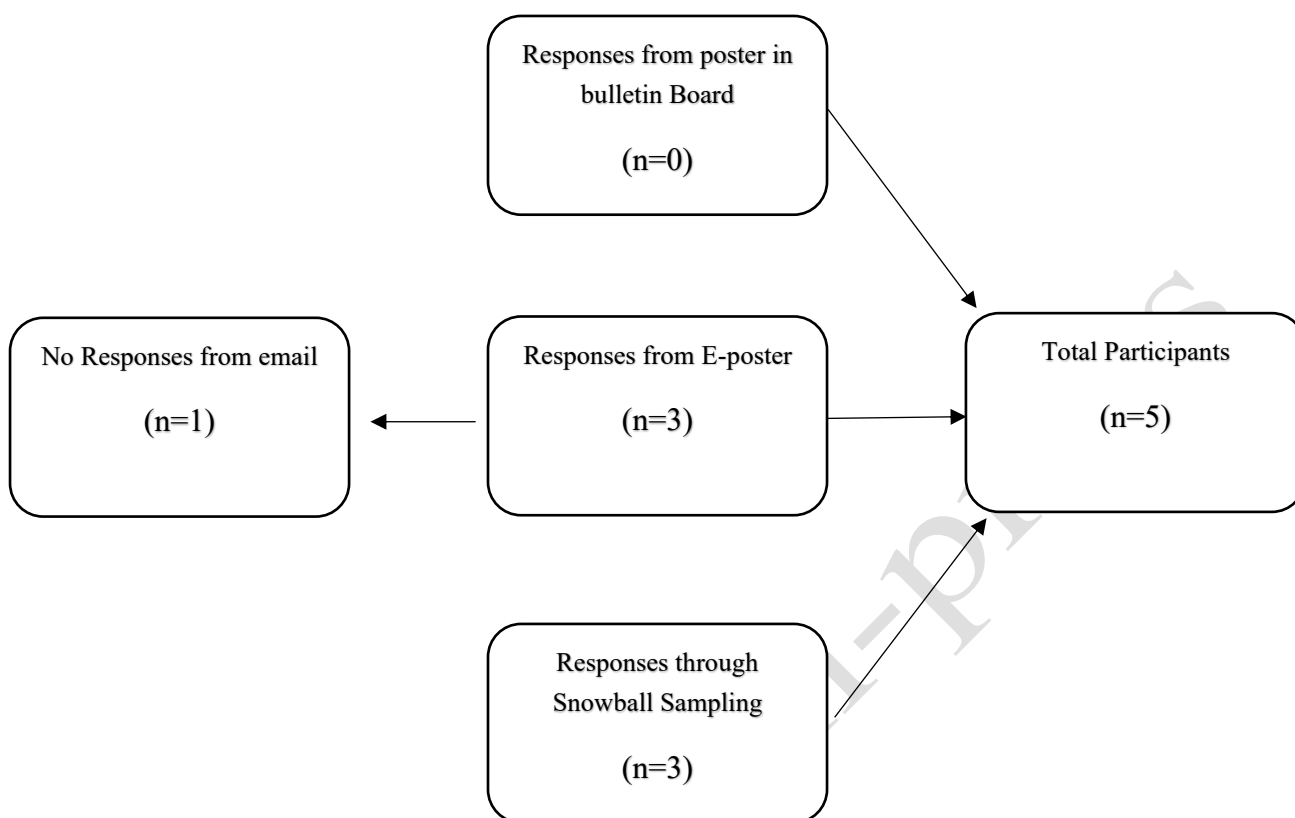 Responses from poster in
bulletin Board
(n=0)
No Responses from email
(n=1)
Responses from E-poster
(n=3)
Total Participants
(n=5)
Responses through
Snowball Sampling
(n=3)